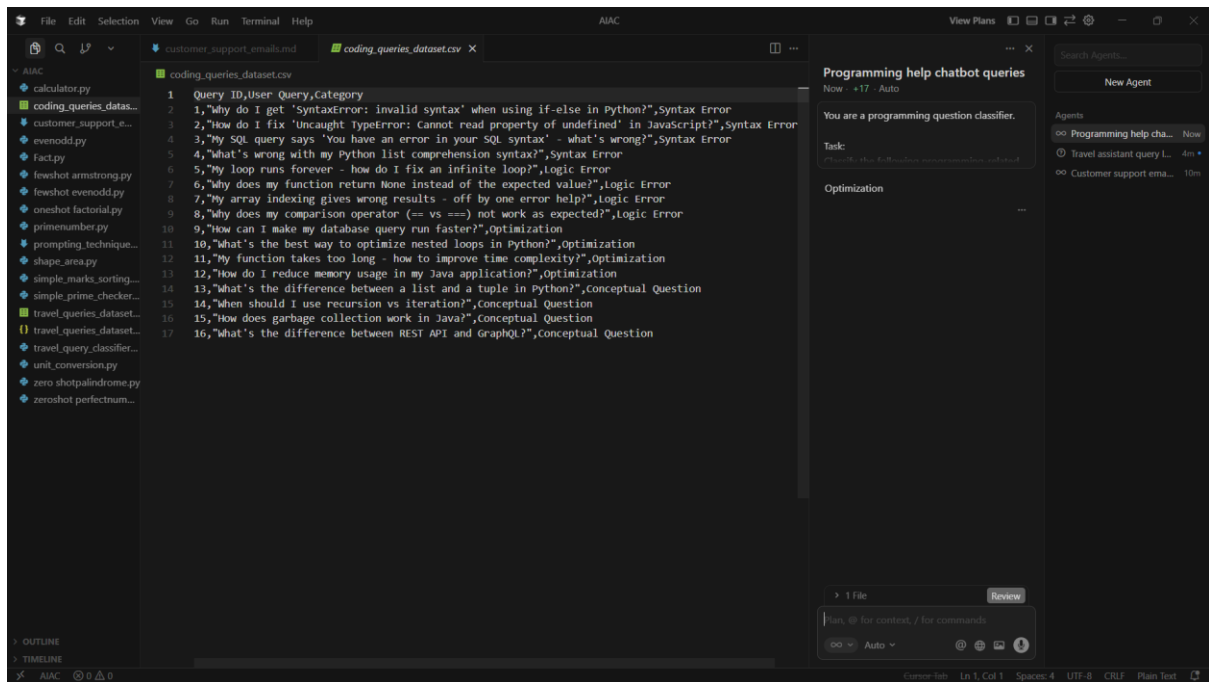 File Edit Selection View Go Run Terminal Help
AIAC
View Plans
customer_support_emails.md
coding_queries_dataset.csv
AIAC
calculator.py
coding_queries_datas...
customer_support_e...
evenodd.py
Fact.py
fewshot armstrong.py
fewshot evenodd.py
oneshot factorial.py
primenumber.py
prompting_technique...
shape_area.py
simple_marks_sorting....
simple_prime_checker...
travel_queries_dataset...
travel_queries_dataset...
travel_query_classifier...
unit_conversion.py
zero shotpalindrome.py
zeroshot perfectnum...
OUTLINE
TIMELINE
coding_queries_dataset.csv
1 Query ID,User Query,Category
2 1,"Why do I get 'SyntaxError: invalid syntax' when using if-else in Python?",Syntax Error
3 2,"How do I fix 'Uncaught TypeError: Cannot read property of undefined' in JavaScript?",Syntax Error
4 3,"My SQL query says 'You have an error in your SQL syntax' - what's wrong?",Syntax Error
5 4,"What's wrong with my Python list comprehension syntax?",Syntax Error
6 5,"My loop runs forever - how do I fix an infinite loop?",Logic Error
7 6,"Why does my function return None instead of the expected value?",Logic Error
8 7,"My array indexing gives wrong results - off by one error help?",Logic Error
9 8,"Why does my comparison operator (== vs ===) not work as expected?",Logic Error
10 9,"How can I make my database query run faster?",Optimization
11 10,"What's the best way to optimize nested loops in Python?",Optimization
12 11,"My function takes too long - how to improve time complexity?",Optimization
13 12,"How do I reduce memory usage in my Java application?",Optimization
14 13,"What's the difference between a list and a tuple in Python?",Conceptual Question
15 14,"When should I use recursion vs iteration?",Conceptual Question
16 15,"How does garbage collection work in Java?",Conceptual Question
17 16,"What's the difference between REST API and GraphQL?",Conceptual Question
Programming help chatbot queries
Now · +17 · Auto
You are a programming question classifier.
Task:
Classify the following programming-related
Optimization
1 File
Review
Plan, @ for context, / for commands
Auto
Search Agents...
New Agent
Agents
Programming help cha... Now
Travel assistant query l... 4m
Customer support ema... 10m
AIAC 0 0
Cursor Tab Ln 1, Col 1 Spaces: 4 UTF-8 CRLF Plain Text